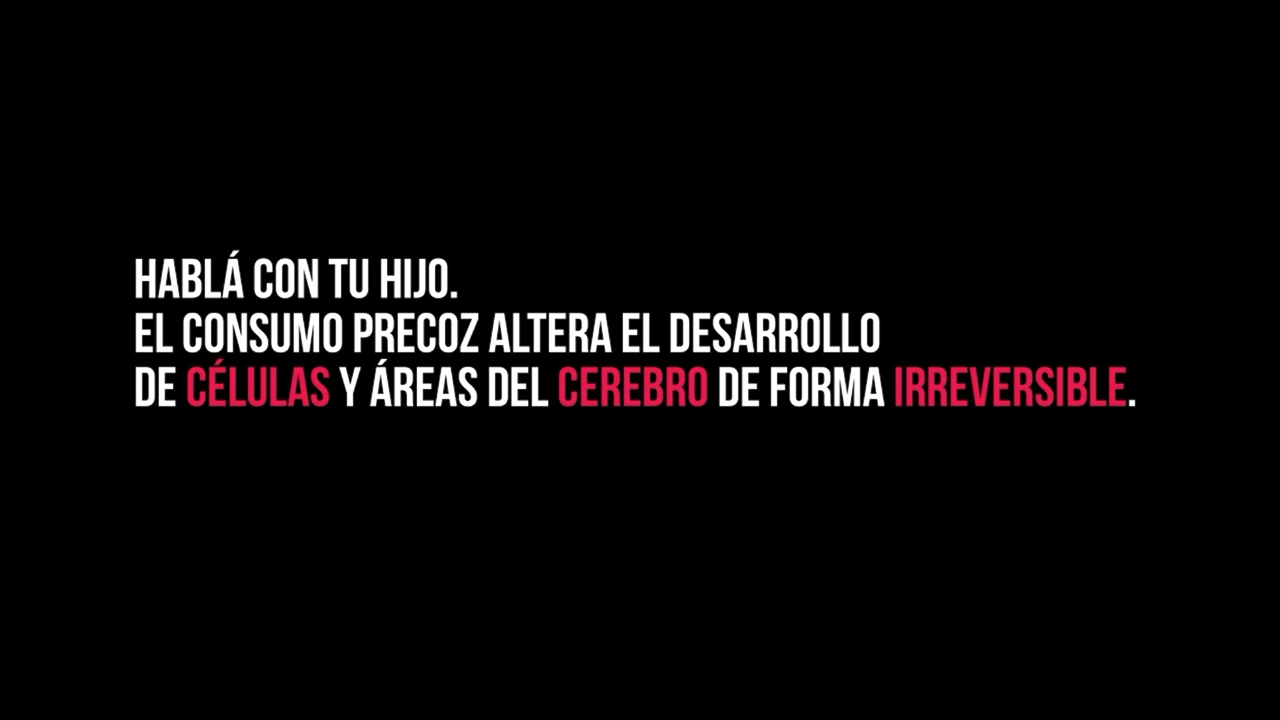 HABLÁ CON TU HIJO.
EL CONSUMO PRECOZ ALTERA EL DESARROLLO
DE CÉLULAS Y ÁREAS DEL CEREBRO DE FORMA IRREVERSIBLE.